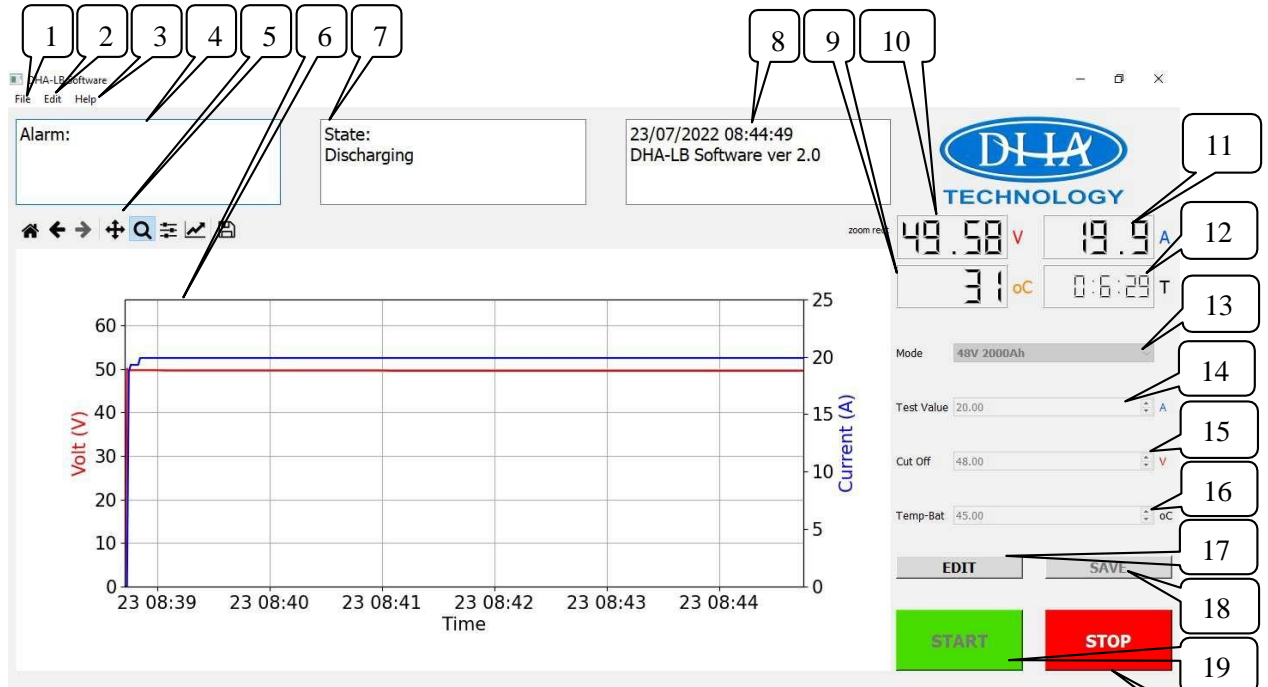 1 2 3 4 5 6 7 8 9 10
DHA-LB Software
File Edit Help
Alarm:
State:
Discharging
23/07/2022 08:44:49
DHA-LB Software ver 2.0
DHA
TECHNOLOGY
11
zoom rect
49.58 V
19.9 A
12
31 oC
0:6:29 T
13
Mode 48V 2000Ah
14
Test Value 20.00 A
15
Cut Off 48.00 V
16
Temp-Bat 45.00 oC
17
EDIT SAVE
18
START STOP
19
60
50
40
30
20
10
0
Volt (V)
25
20
15
10
5
0
Current (A)
23 08:39 23 08:40 23 08:41 23 08:42 23 08:43 23 08:44
Time